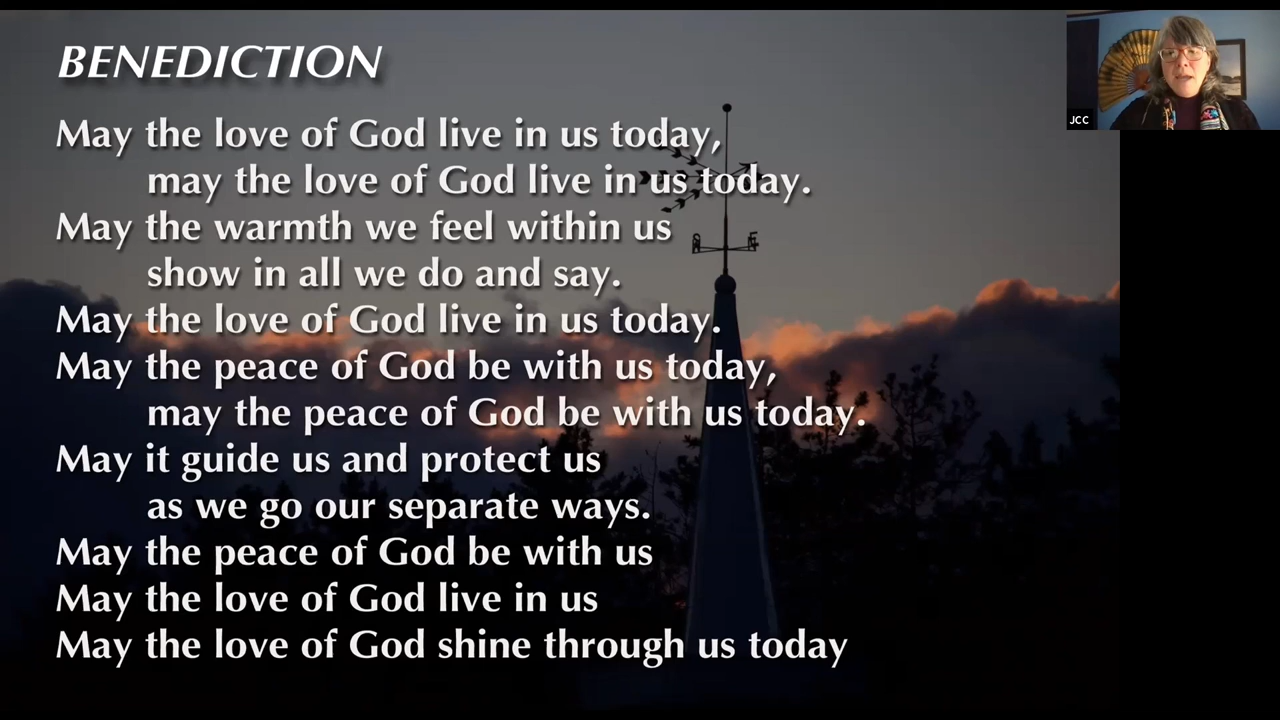 BENEDICTION
May the love of God live in us today,
may the love of God live in us today.
May the warmth we feel within us
show in all we do and say.
May the love of God live in us today.
May the peace of God be with us today,
may the peace of God be with us today.
May it guide us and protect us
as we go our separate ways.
May the peace of God be with us
May the love of God live in us
May the love of God shine through us today
JCC